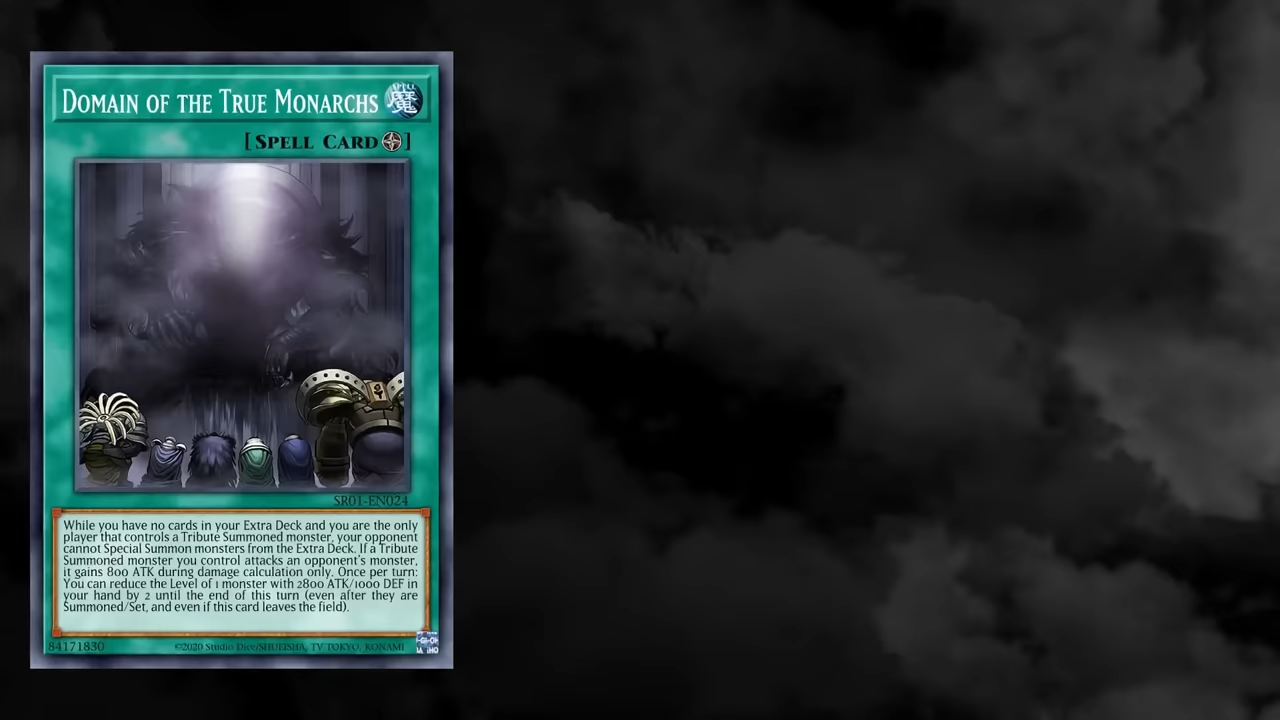 DOMAIN OF THE TRUE MONARCHS
魔
[SPELL CARD]
SR01-EN024
While you have no cards in your Extra Deck and you are the only
player that controls a Tribute Summoned monster, your opponent
cannot Special Summon monsters from the Extra Deck. If a Tribute
Summoned monster you control attacks an opponent's monster,
it gains 800 ATK during damage calculation only. Once per turn:
You can reduce the Level of 1 monster with 2800 ATK/1000 DEF in
your hand by 2 until the end of this turn (even after they are
Summoned/Set, and even if this card leaves the field).
84171830
©2020 Studio Dice/SHUEISHA, TV TOKYO, KONAMI